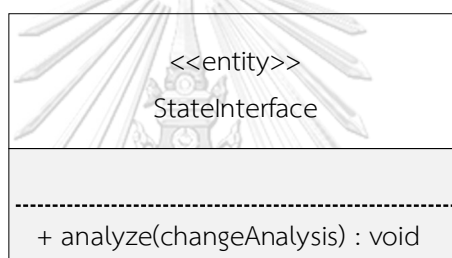 <<entity>>
StateInterface
+ analyze(changeAnalysis) : void